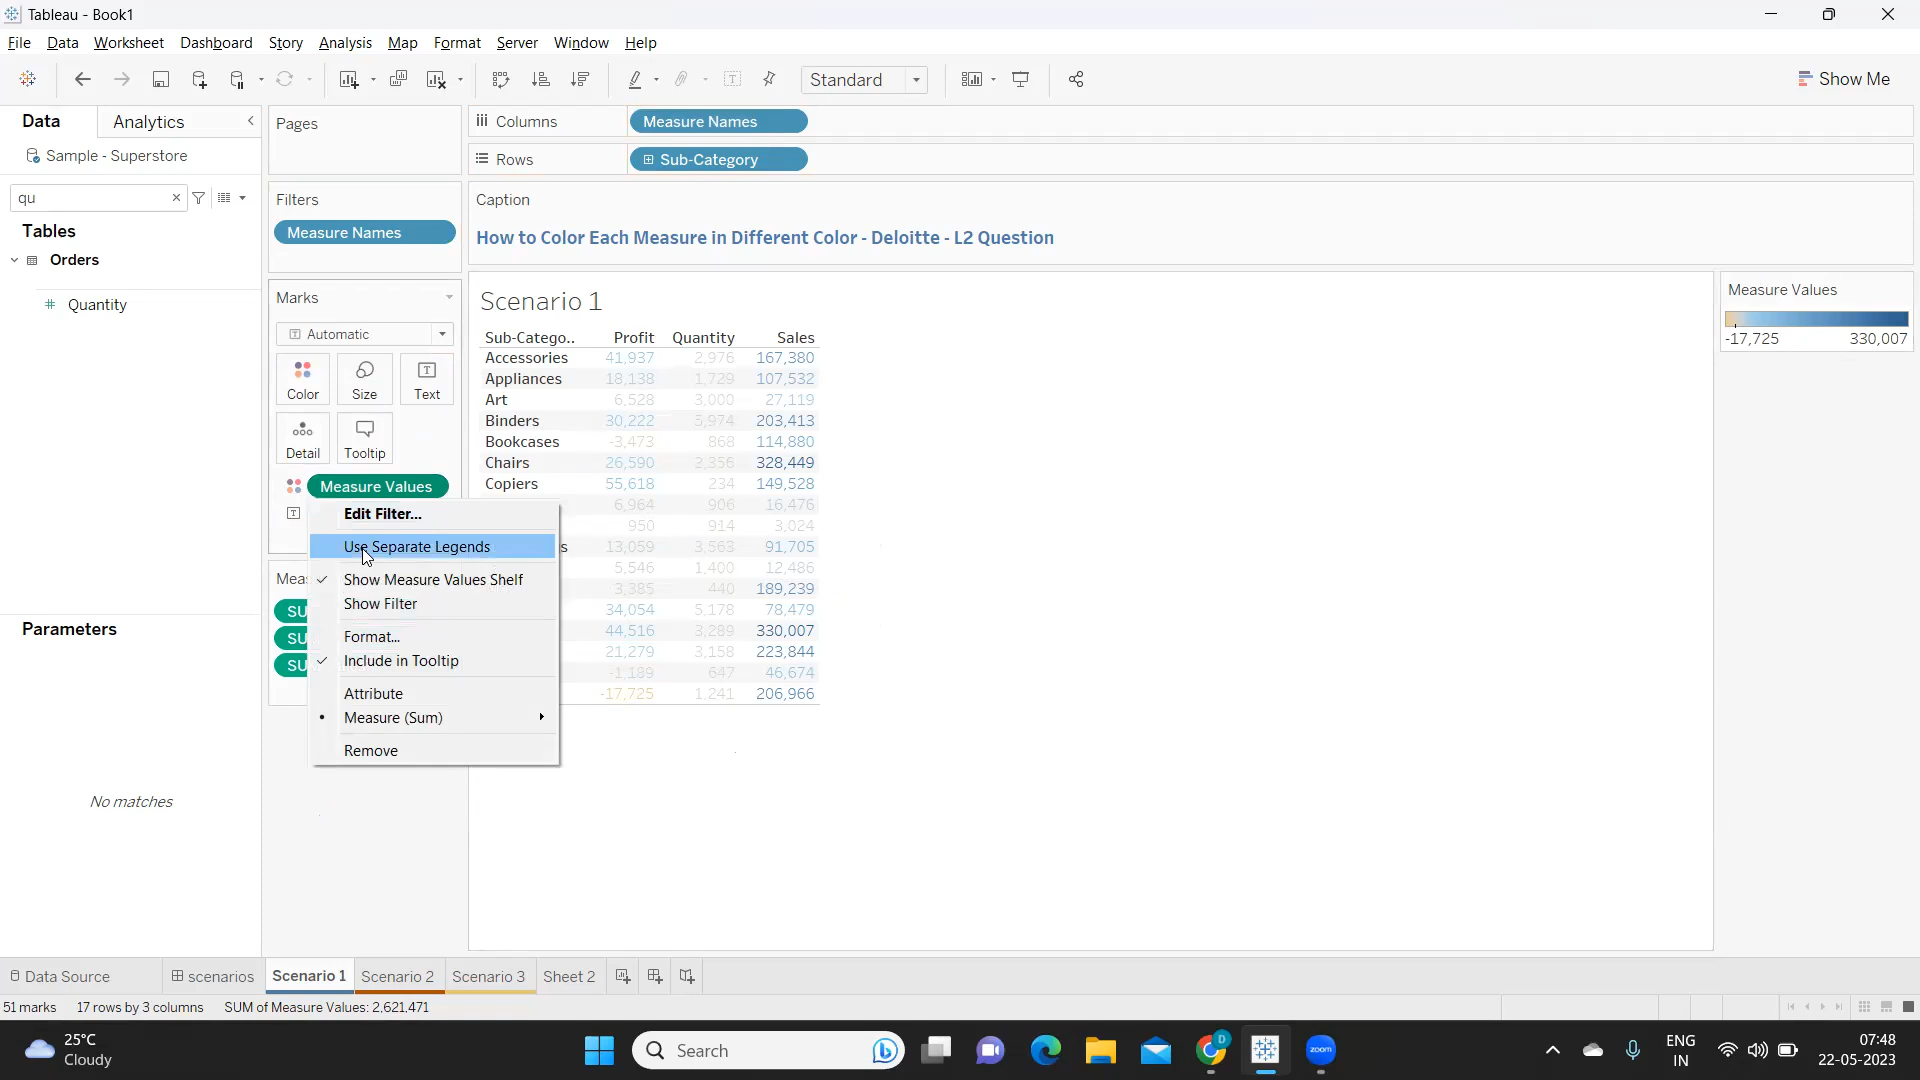 Tableau - Book1
File Data Worksheet Dashboard Story Analysis Map Format Server Window Help
Standard
Show Me
Data
Analytics
Sample - Superstore
qu
Tables
Orders
Quantity
Parameters
No matches
Pages
Filters
Measure Names
Marks
Automatic
Color Size Text
Detail Tooltip
Measure Values
Mea
SU
SU
SU
Edit Filter...
Use Separate Legends
Show Measure Values Shelf
Show Filter
Format...
Include in Tooltip
Attribute
Measure (Sum)
Remove
Columns
Measure Names
Rows
Sub-Category
Caption
How to Color Each Measure in Different Color - Deloitte - L2 Question
Scenario 1
Sub-Catego.. Profit Quantity Sales
Accessories 41,937 2,976 167,380
Appliances 18,138 1,729 107,532
Art 6,528 3,000 27,119
Binders 30,222 5,974 203,413
Bookcases -3,473 868 114,880
Chairs 26,590 2,356 328,449
Copiers 55,618 234 149,528
6,964 906 16,476
950 914 3,024
s 13,059 3,563 91,705
5,546 1,400 12,486
3,385 440 189,239
34,054 5,178 78,479
44,516 3,289 330,007
21,279 3,158 223,844
-1,189 647 46,674
-17,725 1,241 206,966
Measure Values
-17,725 330,007
Data Source
scenarios
Scenario 1
Scenario 2
Scenario 3
Sheet 2
51 marks 17 rows by 3 columns SUM of Measure Values: 2,621,471
25°C
Cloudy
Search
D
zoom
ENG
IN
07:48
22-05-2023